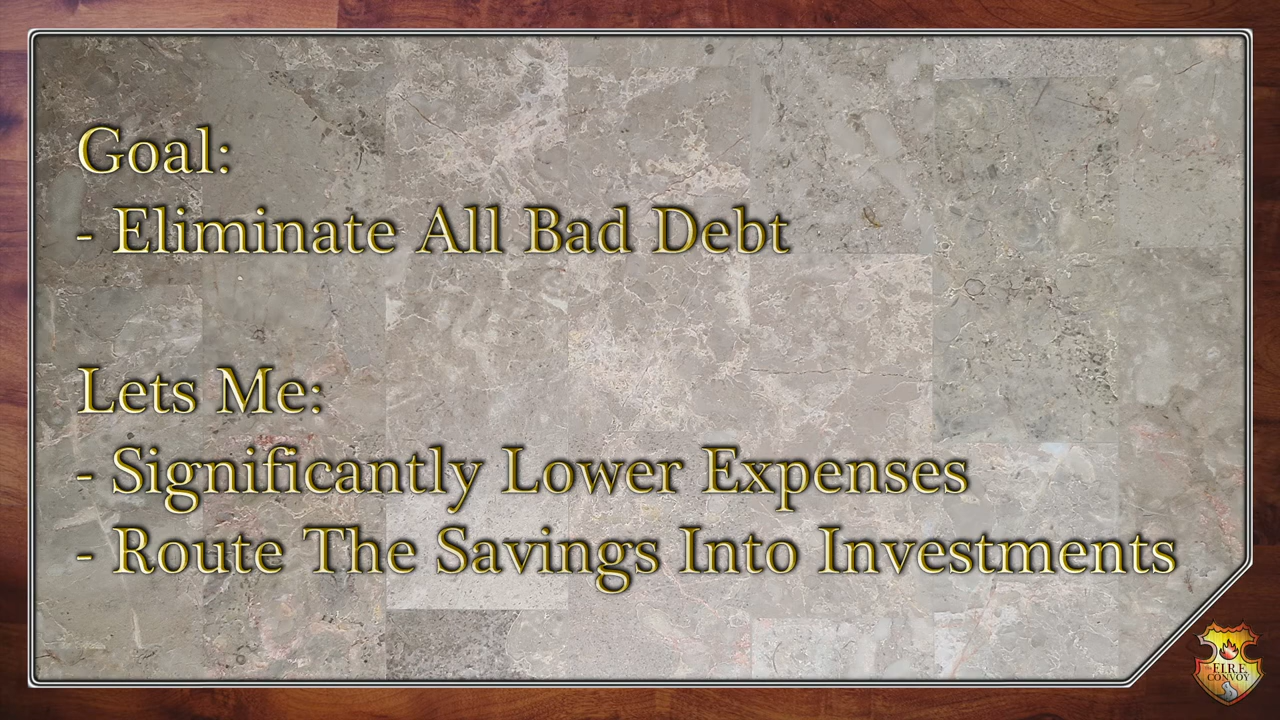 Goal:
- Eliminate All Bad Debt
Lets Me:
- Significantly Lower Expenses
- Route The Savings Into Investments
F.I.R.E.
CONVOY